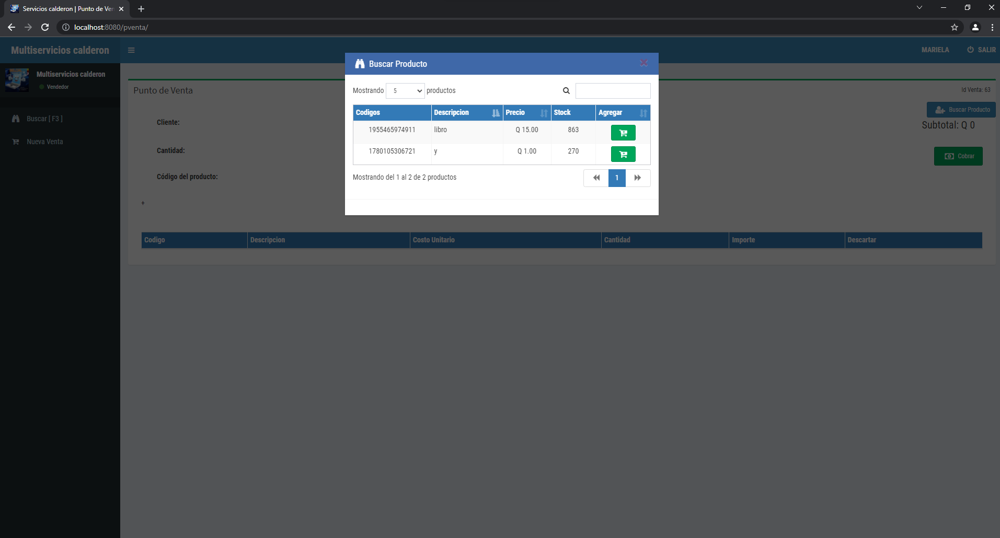 Servicios calderon | Punto de Ven
localhost:8080/pventa/
Multiservicios calderon
MARIELA
SALIR
Multiservicios calderon
Vendedor
Buscar [ F3 ]
Nueva Venta
Punto de Venta
Id Venta: 63
Buscar Producto
Subtotal: Q 0
Cliente:
Cantidad:
Cobrar
Código del producto:
+
Codigo Descripcion Costo Unitario Cantidad Importe Descartar
Buscar Producto
Mostrando 5 productos
Codigos Descripcion Precio Stock Agregar
1955465974911 libro Q 15.00 863
1780105306721 y Q 1.00 270
Mostrando del 1 al 2 de 2 productos
1